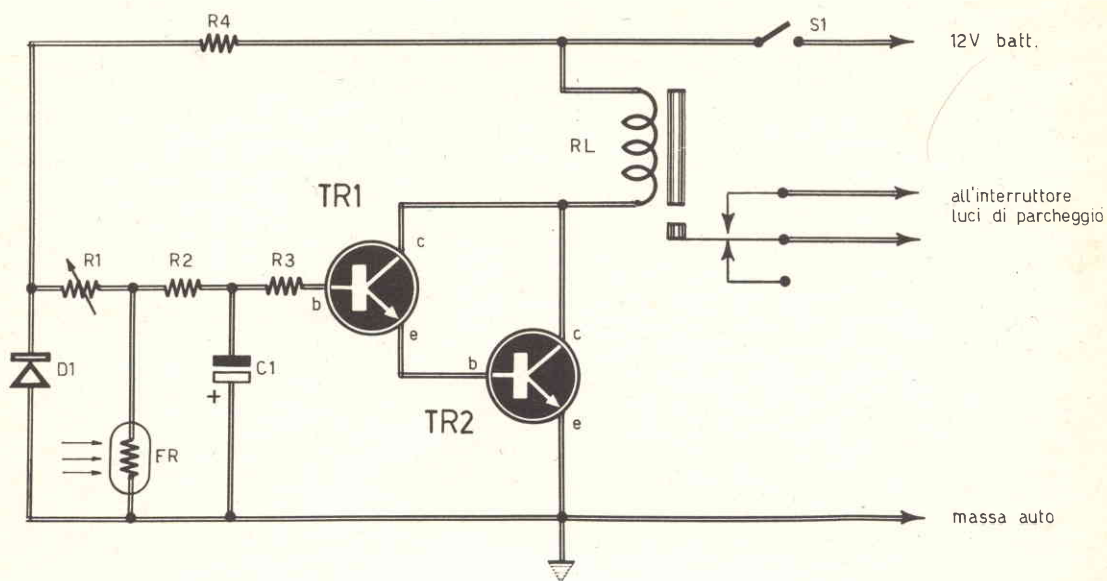 R4
S1
12V batt.
RL
TR1
all'interruttore
luci di parcheggio
c
R1
R2
R3
b
e
D1
C1
+
b
c
TR2
e
FR
massa auto